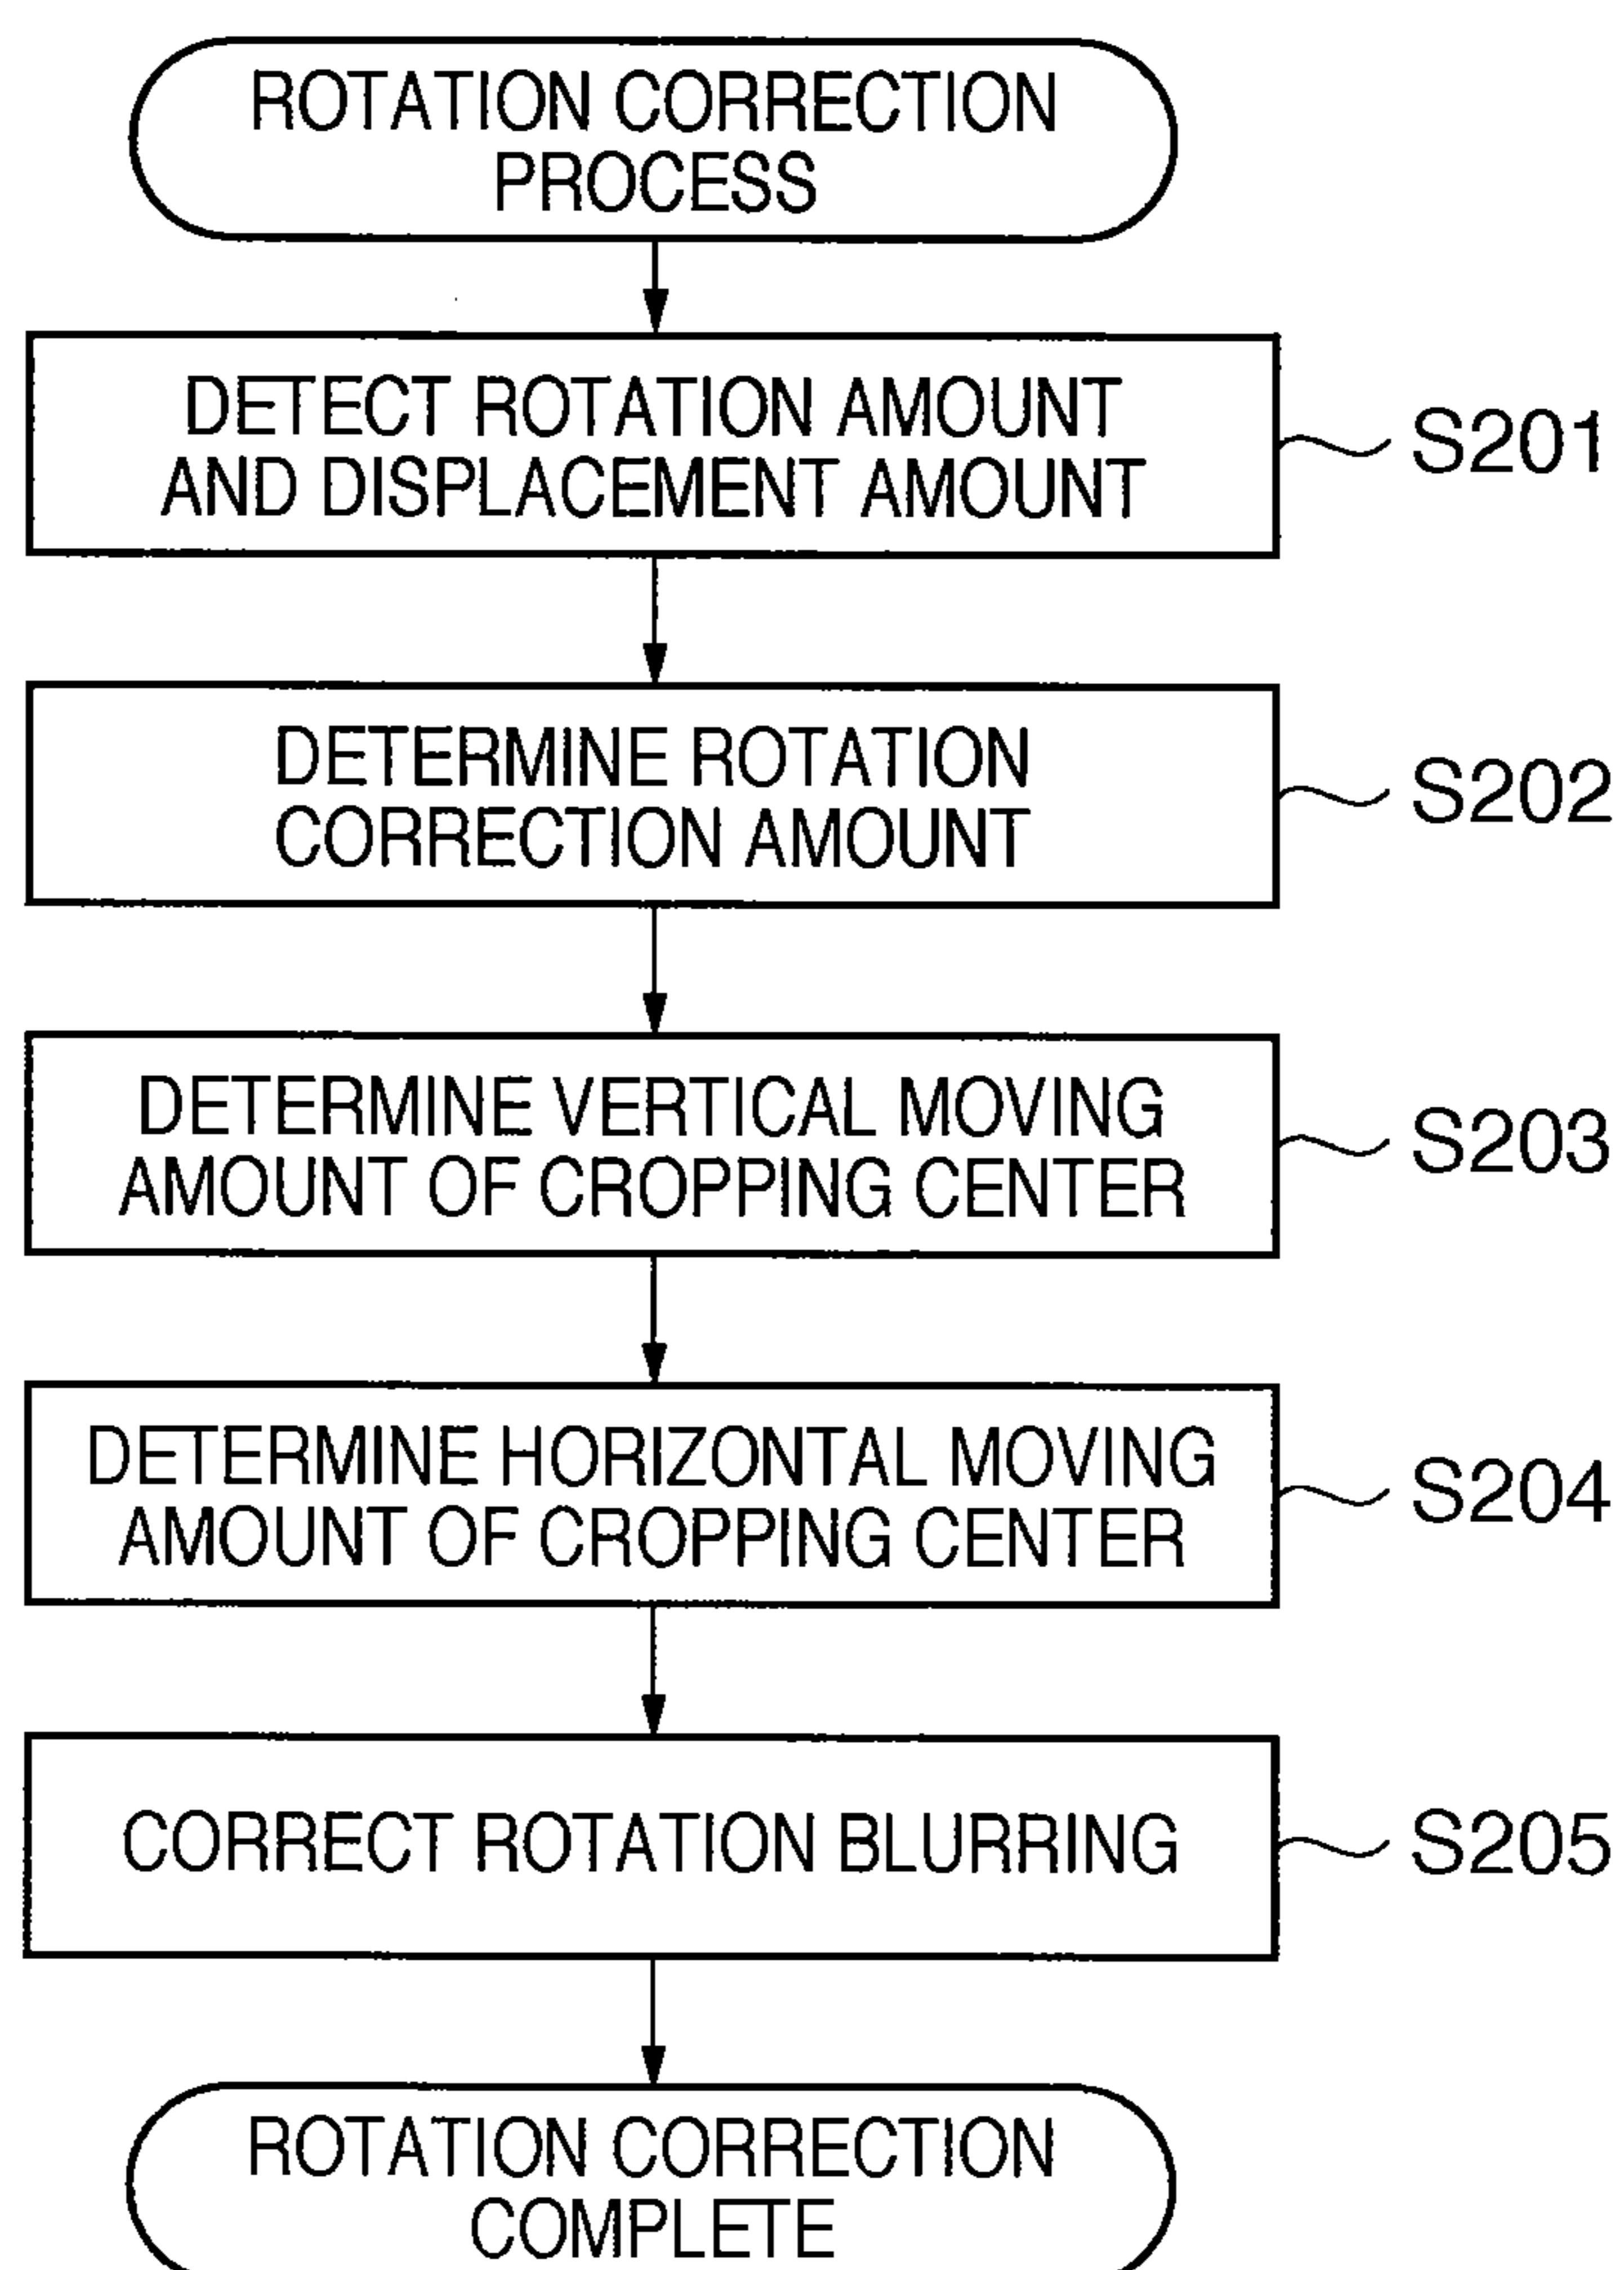 ROTATION CORRECTION
PROCESS
DETECT ROTATION AMOUNT
AND DISPLACEMENT AMOUNT
S201
DETERMINE ROTATION
CORRECTION AMOUNT
S202
DETERMINE VERTICAL MOVING
AMOUNT OF CROPPING CENTER
S203
DETERMINE HORIZONTAL MOVING
AMOUNT OF CROPPING CENTER
S204
CORRECT ROTATION BLURRING
S205
ROTATION CORRECTION
COMPLETE